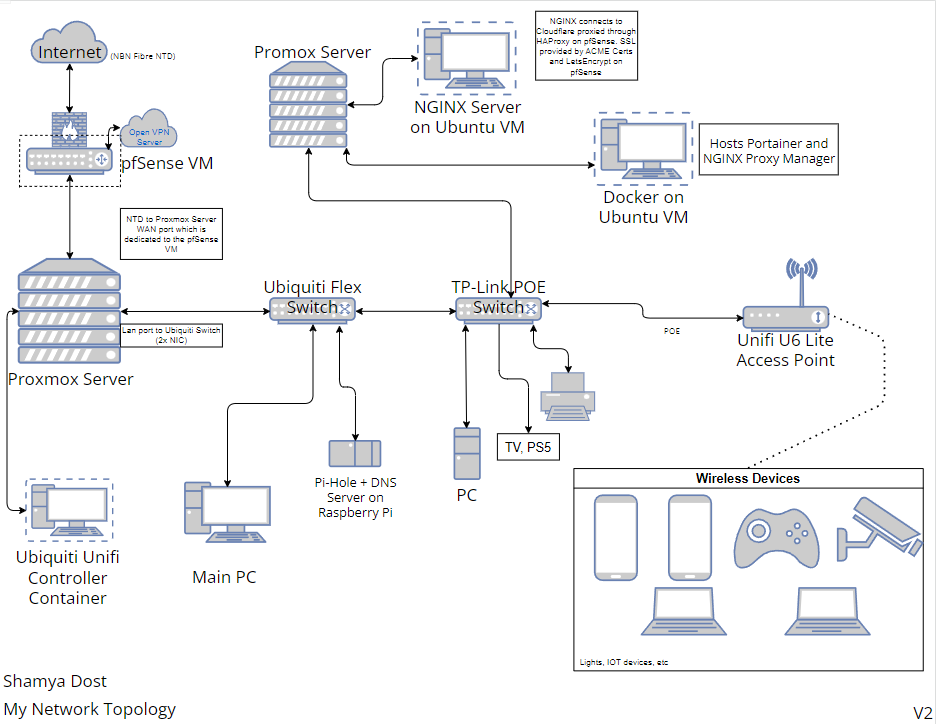 Internet
(NBN Fibre NTD)
Open VPN
Server
pfSense VM
NTD to Proxmox Server
WAN port which is
dedicated to the pfSense
VM
Promox Server
NGINX Server
on Ubuntu VM
NGINX connects to
Cloudflare proxied through
HAProxy on pfSense. SSL
provided by ACME Certs
and LetsEncrypt on
pfSense
Docker on
Ubuntu VM
Hosts Portainer and
NGINX Proxy Manager
Proxmox Server
Lan port to Ubiquiti Switch
(2x NIC)
Ubiquiti Flex
Switch
TP-Link POE
Switch
POE
Unifi U6 Lite
Access Point
Ubiquiti Unifi
Controller
Container
Main PC
Pi-Hole + DNS
Server on
Raspberry Pi
PC
TV, PS5
Wireless Devices
Lights, IOT devices, etc
Shamya Dost
My Network Topology
V2